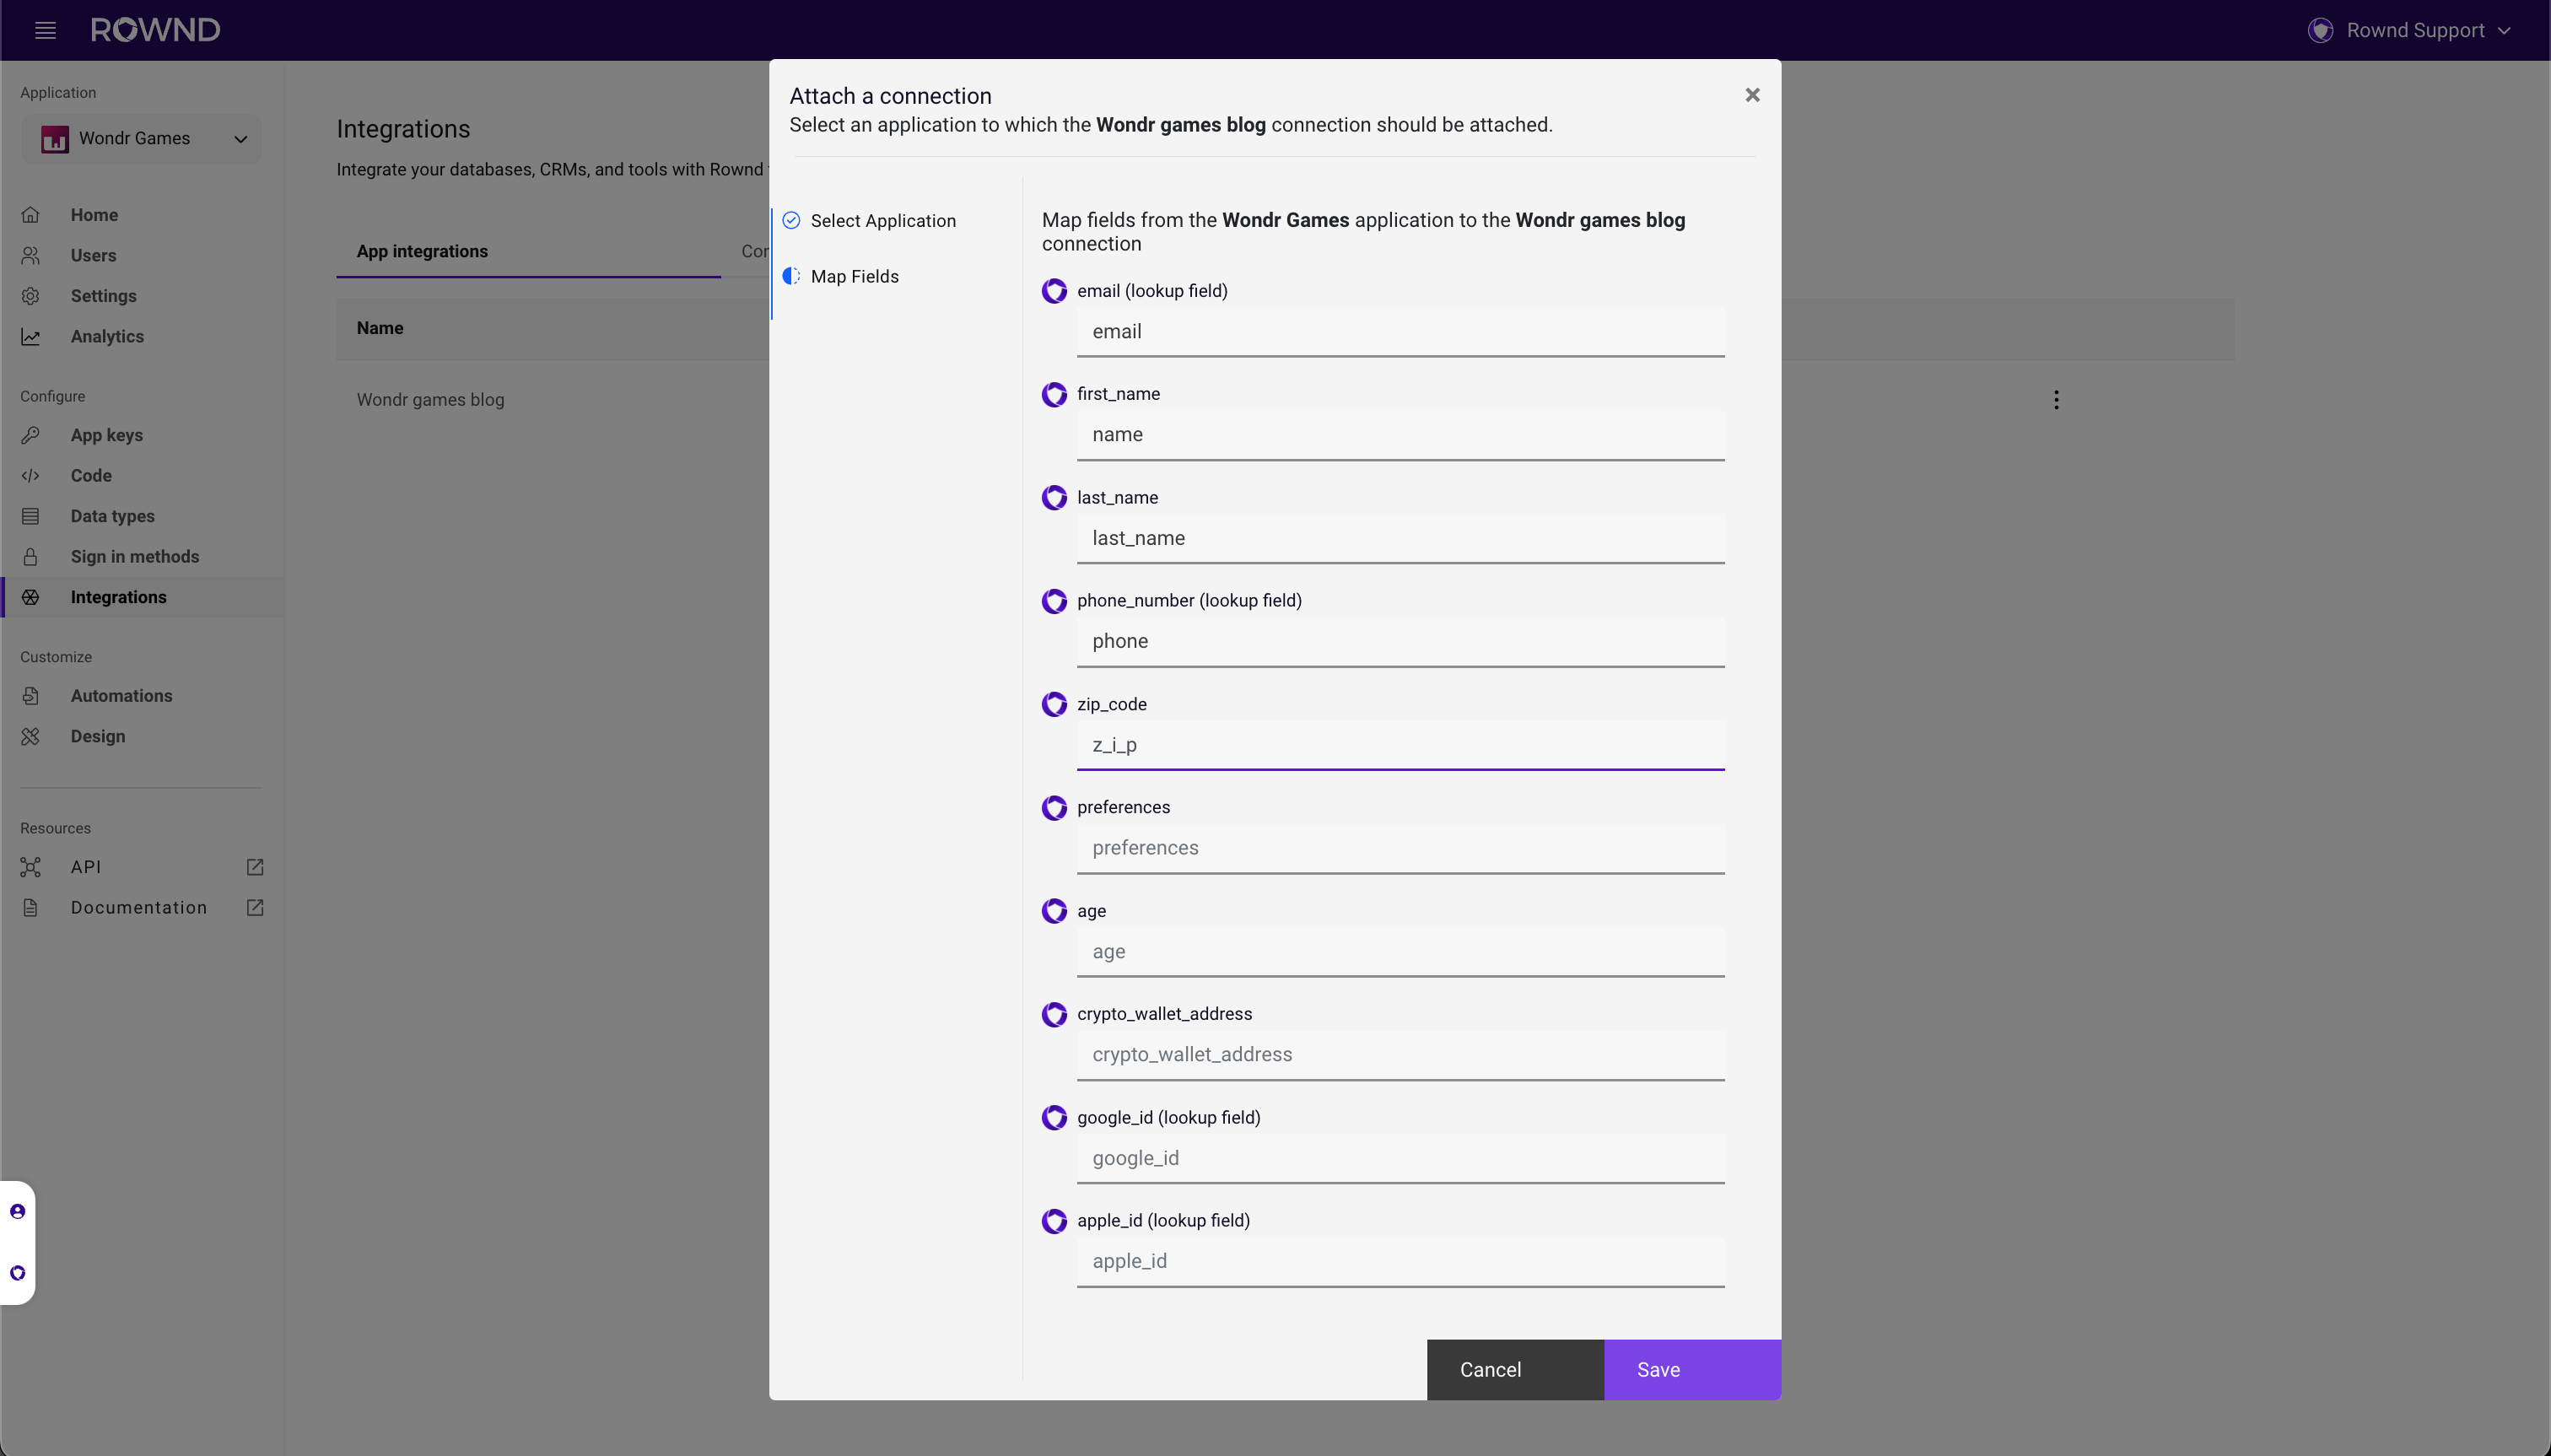 ROWND
Rownd Support
Application
Wondr Games
Home
Users
Settings
Analytics
Configure
App keys
Code
Data types
Sign in methods
Integrations
Customize
Automations
Design
Resources
API
Documentation
Integrations
Integrate your databases, CRMs, and tools with Rownd
App integrations
Name
Wondr games blog
Attach a connection
Select an application to which the Wondr games blog connection should be attached.
Select Application
Map Fields
Map fields from the Wondr Games application to the Wondr games blog
connection
email (lookup field)
email
first_name
name
last_name
last_name
phone_number (lookup field)
phone
zip_code
z_i_p
preferences
preferences
age
age
crypto_wallet_address
crypto_wallet_address
google_id (lookup field)
google_id
apple_id (lookup field)
apple_id
Cancel
Save